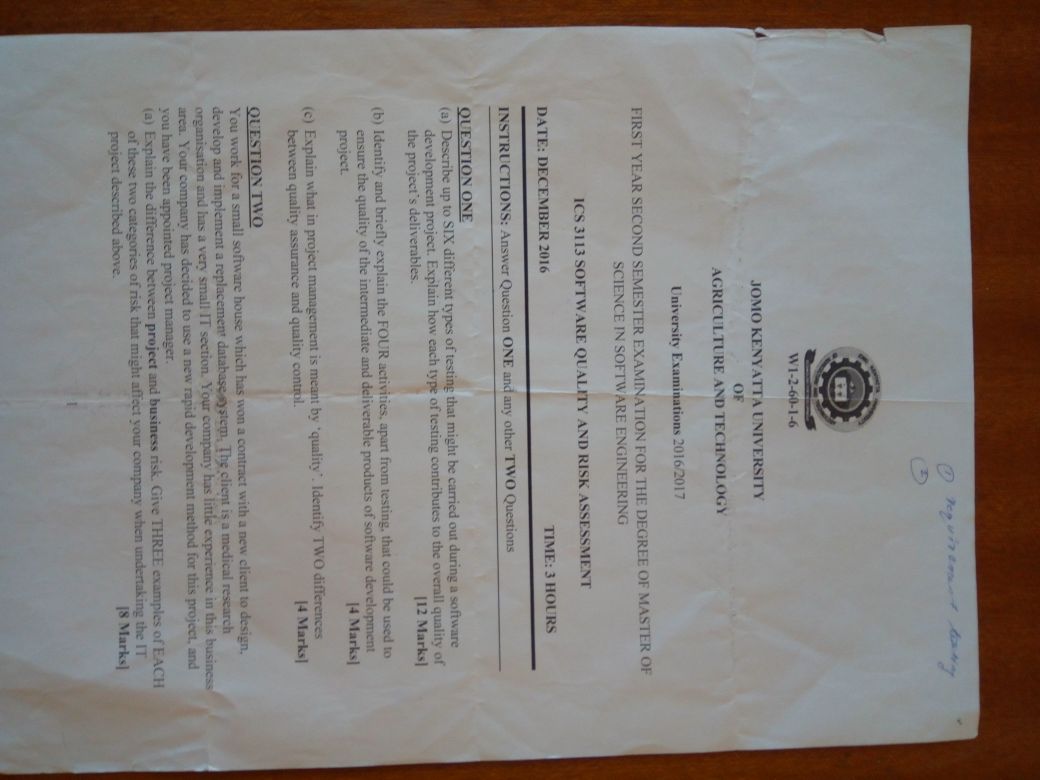 ① requirement testing
②
JOMO KENYATTA UNIVERSITY
OF AGRICULTURE AND TECHNOLOGY
W1-2-60-1-6
JOMO KENYATTA UNIVERSITY
OF
AGRICULTURE AND TECHNOLOGY
University Examinations 2016/2017
FIRST YEAR SECOND SEMESTER EXAMINATION FOR THE DEGREE OF MASTER OF
SCIENCE IN SOFTWARE ENGINEERING
ICS 3113 SOFTWARE QUALITY AND RISK ASSESSMENT
DATE: DECEMBER 2016 TIME: 3 HOURS
INSTRUCTIONS: Answer Question ONE and any other TWO Questions
QUESTION ONE
(a) Describe up to SIX different types of testing that might be carried out during a software
development project. Explain how each type of testing contributes to the overall quality of
the project's deliverables. [12 Marks]
(b) Identify and briefly explain the FOUR activities, apart from testing, that could be used to
ensure the quality of the intermediate and deliverable products of software development
project. [4 Marks]
(c) Explain what in project management is meant by 'quality'. Identify TWO differences
between quality assurance and quality control. [4 Marks]
QUESTION TWO
You work for a small software house which has won a contract with a new client to design,
develop and implement a replacement database system. The client is a medical research
organisation and has a very small IT section. Your company has little experience in this business
area. Your company has decided to use a new rapid development method for this project, and
you have been appointed project manager.
(a) Explain the difference between project and business risk. Give THREE examples of EACH
of these two categories of risk that might affect your company when undertaking the IT
project described above. [8 Marks]
1